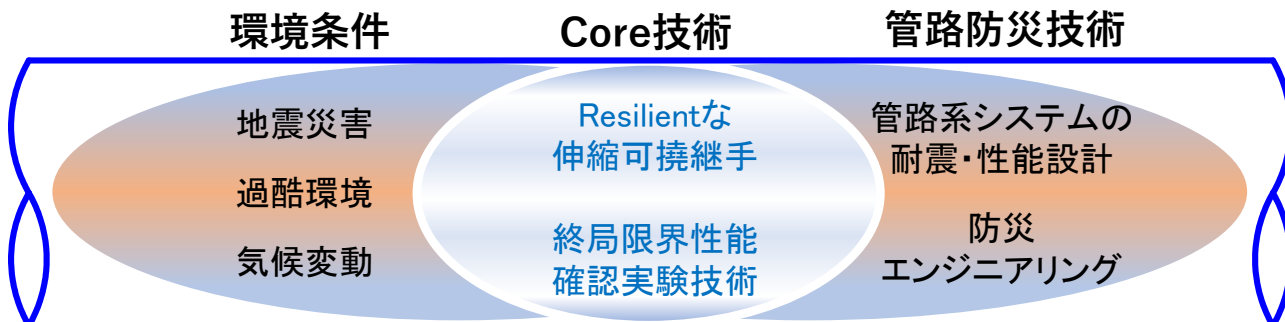 環境条件
Core技術
管路防災技術
地震災害
過酷環境
気候変動
Resilientな
伸縮可撓継手
終局限界性能
確認実験技術
管路系システムの
耐震・性能設計
防災
エンジニアリング